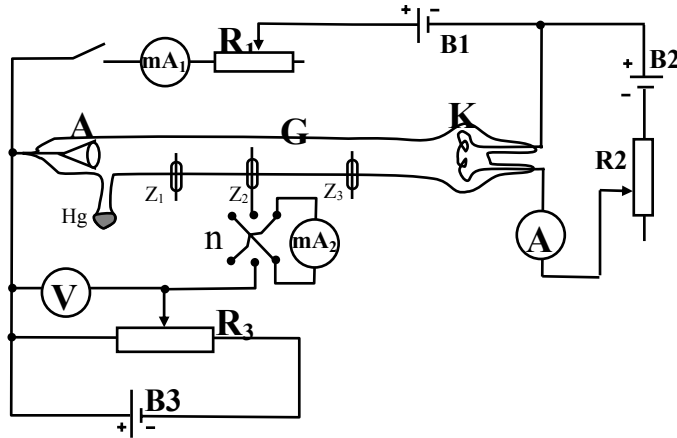 + − B1
R₁
mA₁
B2
+
−
A G K
R2
Z₁ Z₂ Z₃
Hg
n mA₂
A
V
R₃
B3
+ −